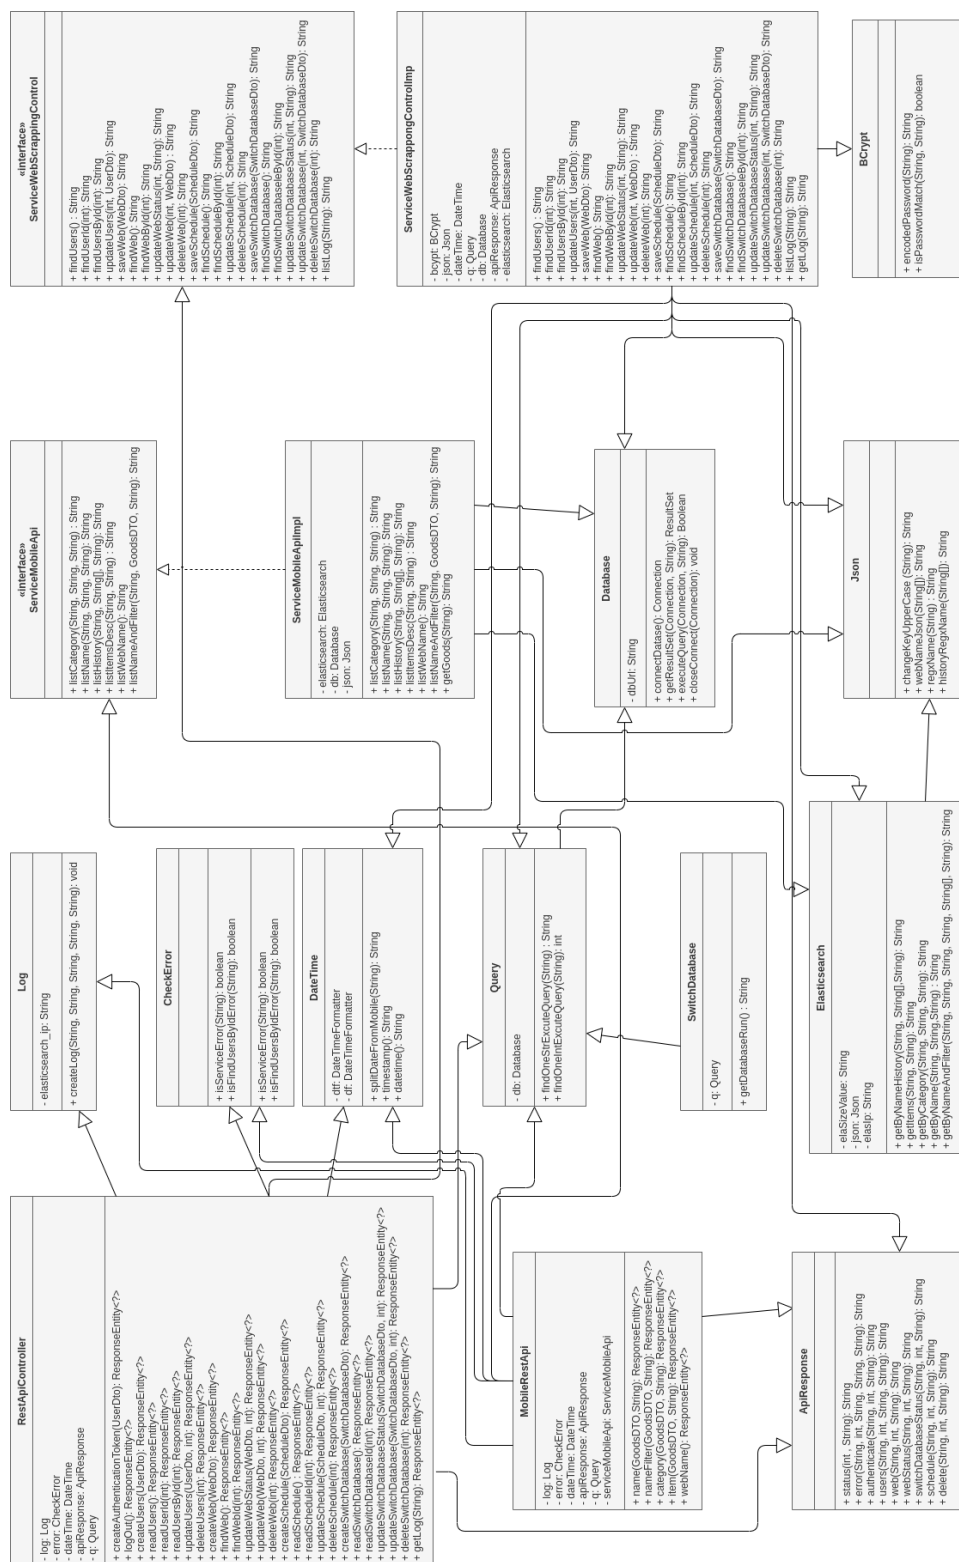 «interface»
ServiceWebScrappingControl
+ findUsers() : String
+ findUserId(int): String
+ findUsersById(int): String
+ updateUsers(int, UserDto): String
+ saveWeb(WebDto): String
+ findWeb(): String
+ findWebById(int): String
+ updateWebStatus(int, String): String
+ updateWeb(int, WebDto) : String
+ deleteWeb(int): String
+ saveSchedule(ScheduleDto): String
+ findSchedule(): String
+ findScheduleById(int): String
+ updateSchedule(int, ScheduleDto): String
+ deleteSchedule(int): String
+ saveSwitchDatabase(SwitchDatabaseDto): String
+ findSwitchDatabase(): String
+ findSwitchDatabaseById(int): String
+ updateSwitchDatabaseStatus(int, String): String
+ updateSwitchDatabase(int, SwitchDatabaseDto): String
+ deleteSwitchDatabase(int): String
+ listLog(String): String
ServiceWebScrappongControlImp
- bcypt: BCrypt
- json: Json
- dateTime: DateTime
- q: Query
- db: Database
- apiResponse: ApiResponse
- elasticsearch: Elasticsearch
+ findUsers(): String
+ findUserId(int): String
+ findUsersById(int): String
+ updateUsers(int, UserDto): String
+ saveWeb(WebDto): String
+ findWeb(): String
+ findWebById(int): String
+ updateWebStatus(int, String): String
+ updateWeb(int, WebDto): String
+ deleteWeb(int): String
+ saveSchedule(ScheduleDto): String
+ findSchedule(): String
+ findScheduleById(int): String
+ updateSchedule(int, ScheduleDto): String
+ deleteSchedule(int): String
+ saveSwitchDatabase(SwitchDatabaseDto): String
+ findSwitchDatabase(): String
+ findSwitchDatabaseById(int): String
+ updateSwitchDatabaseStatus(int, String): String
+ updateSwitchDatabase(int, SwitchDatabaseDto): String
+ deleteSwitchDatabase(int): String
+ listLog(String): String
+ getLog(String): String
BCrypt
+ encodedPassword(String): String
+ isPasswordMatch(String, String): boolean
«interface»
ServiceMobileApi
+ listCategory(String, String, String) : String
+ listName(String, String, String): String
+ listHistory(String, String[], String): String
+ listItemsDesc(String, String) : String
+ listWebName(): String
+ listNameAndFilter(String, GoodsDTO, String): String
ServiceMobileApiImpl
- elasticsearch: Elasticsearch
- db: Database
- json: Json
+ listCategory(String, String, String) : String
+ listName(String, String, String): String
+ listHistory(String, String[], String): String
+ listItemsDesc(String, String) : String
+ listWebName(): String
+ listNameAndFilter(String, GoodsDTO, String): String
+ getGoods(String): String
Database
- dbUrl: String
+ connectDatase(): Connection
+ getResultSet(Connection, String): ResultSet
+ executeQuery(Connection, String): Boolean
+ closeConnect(Connection): void
Json
+ changeKeyUpperCase (String): String
+ webNameJson(String[]): String
+ regxName(String) : String
+ historyRegxName(String[]): String
Log
- elasticsearch_ip: String
+ createLog(String, String, String, String, String): void
CheckError
+ isServiceError(String): boolean
+ isFindUsersByIdError(String): boolean
+ isServiceError(String): boolean
+ isFindUsersByIdError(String): boolean
DateTime
- dtf: DateTimeFormatter
- df: DateTimeFormatter
+ splitDateFromMobile(String): String
+ timestamp(): String
+ datetime(): String
Query
- db: Database
+ findOneStrExcuteQuery(String) : String
+ findOneIntExcuteQuery(String): int
SwitchDatabase
- q: Query
+ getDatabaseRun() : String
Elasticsearch
- elaSizeValue: String
- json: Json
- elasIp: String
+ getByNameHistory(String, String[],String): String
+ getItems(String, String): String
+ getByCategory(String, String, String): String
+ getByName(String, String,String) : String
+ getByNameAndFilter(String, String, String, String, String[], String): String
RestApiController
- log: Log
- error: CheckError
- dateTime: DateTime
- apiResponse: ApiResponse
- q: Query
+ createAuthenticationToken(UserDto): ResponseEntity<?>
+ logOut(): ResponseEntity<?>
+ createUsers(UserDto): ResponseEntity<?>
+ readUsers(): ResponseEntity<?>
+ readUserId(int): ResponseEntity<?>
+ readUsersById(int): ResponseEntity<?>
+ updateUsers(UserDto, int): ResponseEntity<?>
+ deleteUsers(int): ResponseEntity<?>
+ createWeb(WebDto): ResponseEntity<?>
+ findWeb(): ResponseEntity<?>
+ findWebId(int): ResponseEntity<?>
+ updateWebStatus(WebDto, int): ResponseEntity<?>
+ updateWeb(WebDto, int): ResponseEntity<?>
+ deleteWeb(int): ResponseEntity<?>
+ createSchedule(ScheduleDto): ResponseEntity<?>
+ readSchedule() : ResponseEntity<?>
+ readScheduleId(int): ResponseEntity<?>
+ updateSchedule(ScheduleDto, int): ResponseEntity<?>
+ deleteSchedule(int): ResponseEntity<?>
+ createSwitchDatabase(SwitchDatabaseDto): ResponseEntity<?>
+ readSwitchDatabase(): ResponseEntity<?>
+ readSwitchDatabaseId(int): ResponseEntity<?>
+ updateSwitchDatabaseStatus(SwitchDatabaseDto, int): ResponseEntity<?>
+ updateSwitchDatabase(SwitchDatabaseDto, int): ResponseEntity<?>
+ deleteSwitchDatabase(int): ResponseEntity<?>
+ getLog(String): ResponseEntity<?>
MobileRestApi
- log: Log
- error: CheckError
- dateTime: DateTime
- apiResponse: ApiResponse
- q: Query
- serviceMobileApi: ServiceMobileApi
+ name(GoodsDTO,String): ResponseEntity<?>
+ nameFilter(GoodsDTO, String): ResponseEntity<?>
+ category(GoodsDTO, String): ResponseEntity<?>
+ item(GoodsDTO, String): ResponseEntity<?>
+ webName(): ResponseEntity<?>
ApiResponse
+ status(int , String): String
+ error(String, int, String, String): String
+ authenticate(String, int, String): String
+ users(String, int, String, String): String
+ web(String, int, String): String
+ webStatus(String, int, String): String
+ switchDatabaseStatus(String, int, String): String
+ schedule(String, int, String): String
+ delete(String, int, String): String